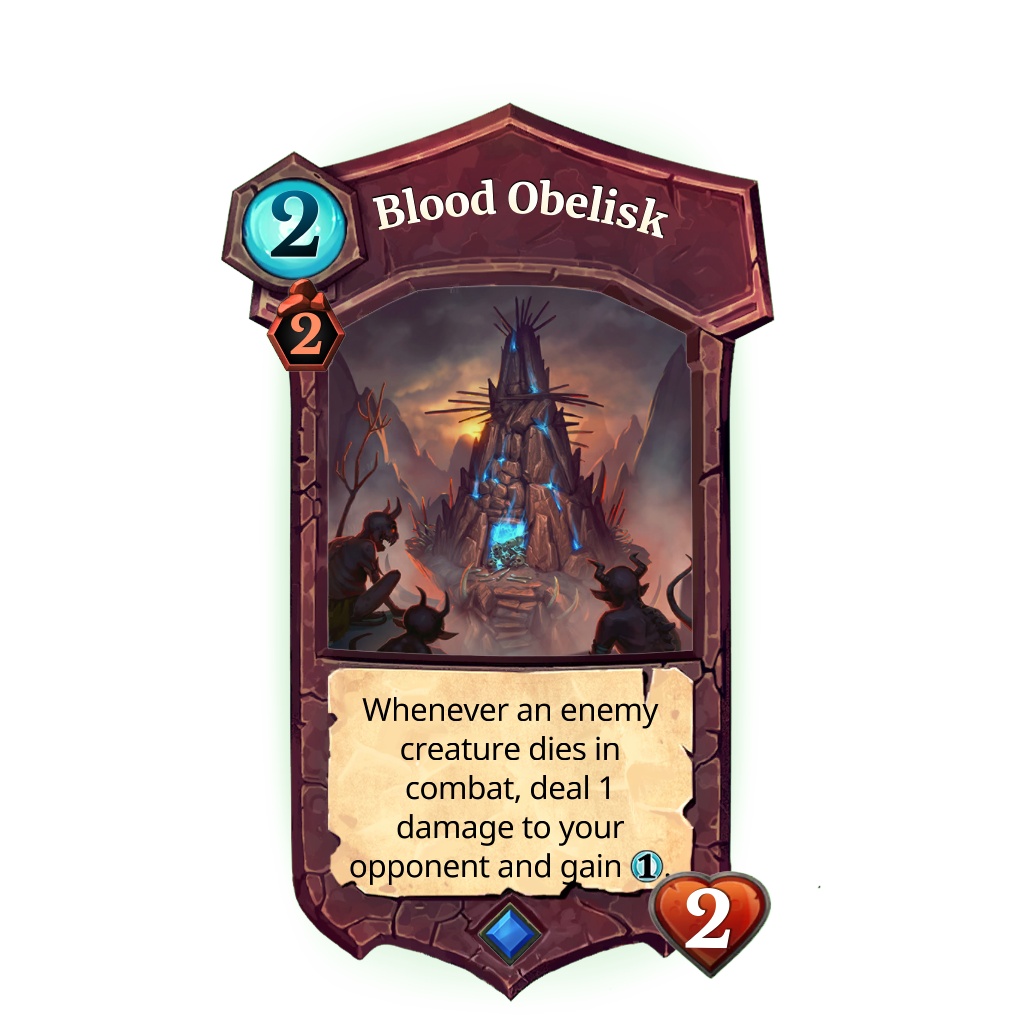 2
Blood Obelisk
2
Whenever an enemy
creature dies in
combat, deal 1
damage to your
opponent and gain 1.
2